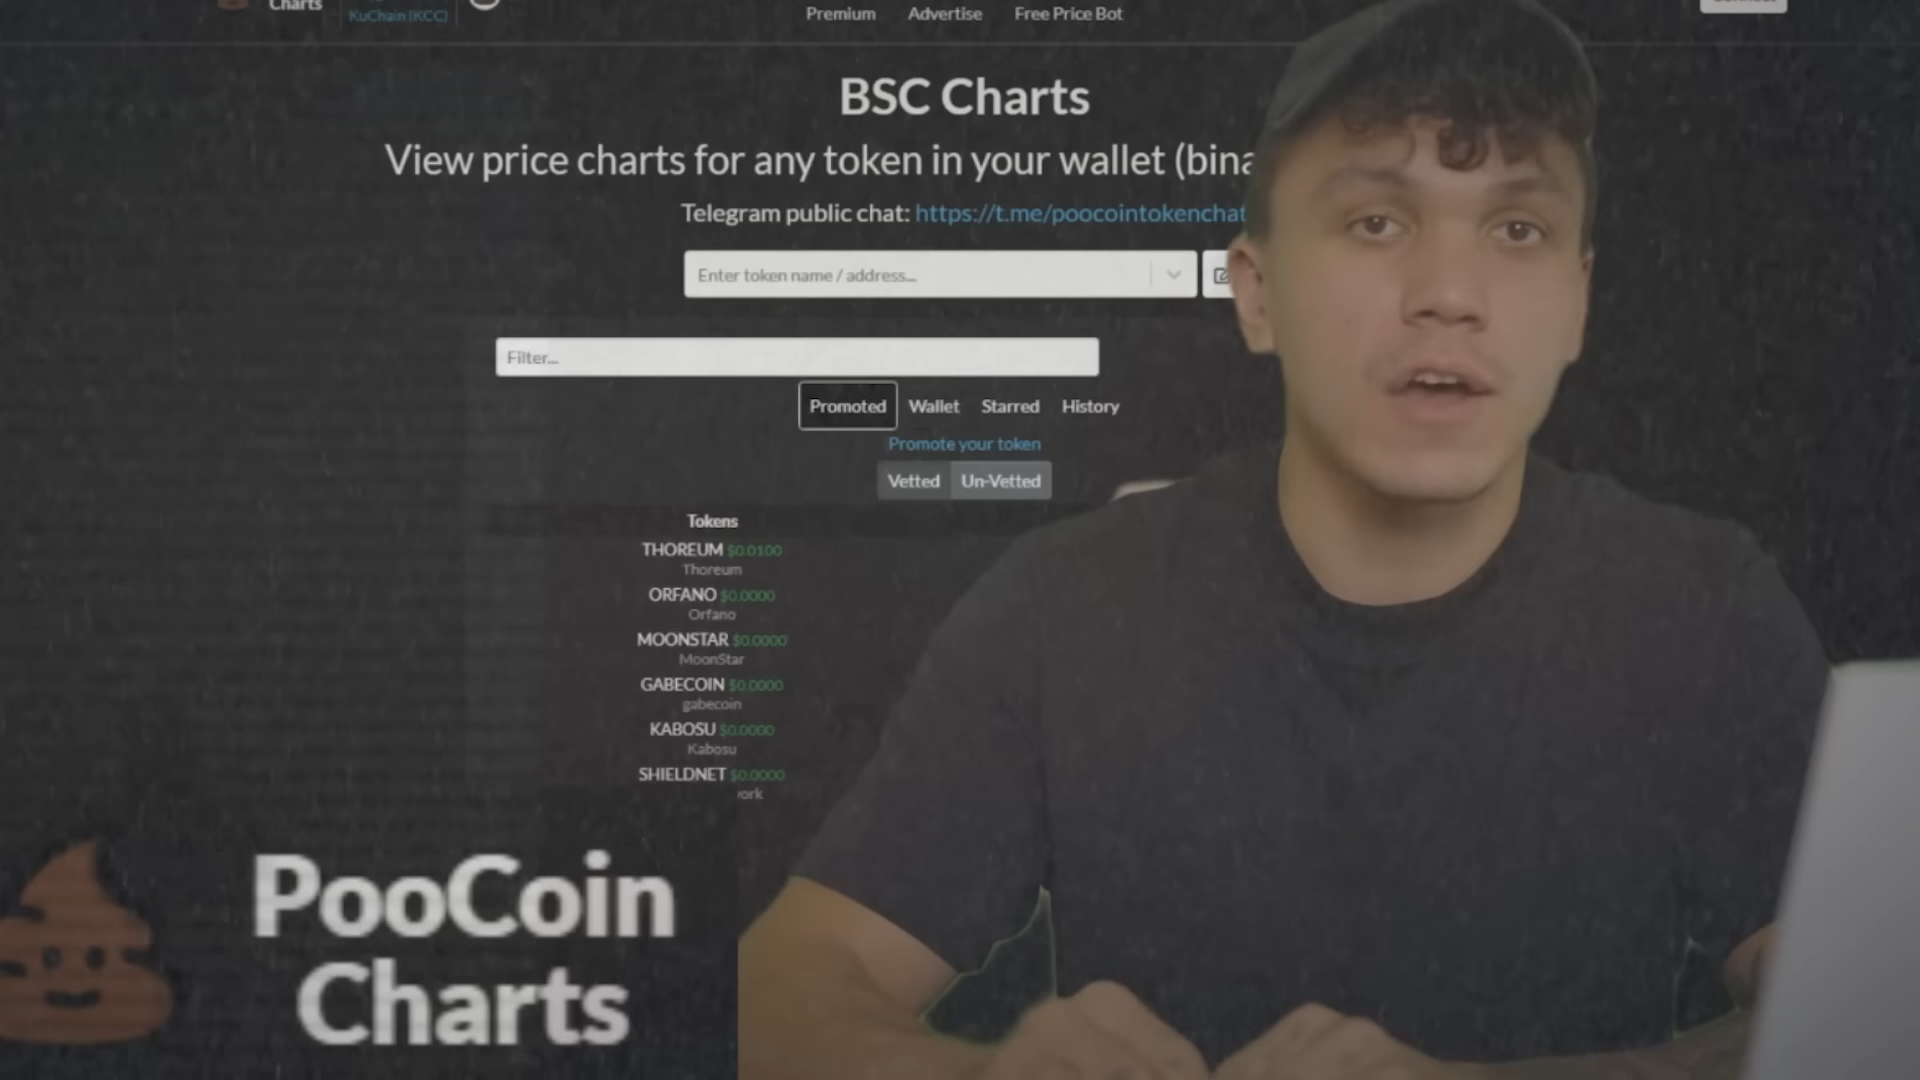 Charts
KuChain (KCC)
Premium Advertise Free Price Bot
BSC Charts
View price charts for any token in your wallet (bina
Telegram public chat: https://t.me/poocointokenchat
Enter token name / address...
Filter...
Promoted Wallet Starred History
Promote your token
Vetted Un-Vetted
Tokens
THOREUM $0.0100
Thoreum
ORFANO $0.0000
Orfano
MOONSTAR $0.0000
MoonStar
GABECOIN $0.0000
gabecoin
KABOSU $0.0000
Kabosu
SHIELDNET $0.0000
ork
PooCoin
Charts